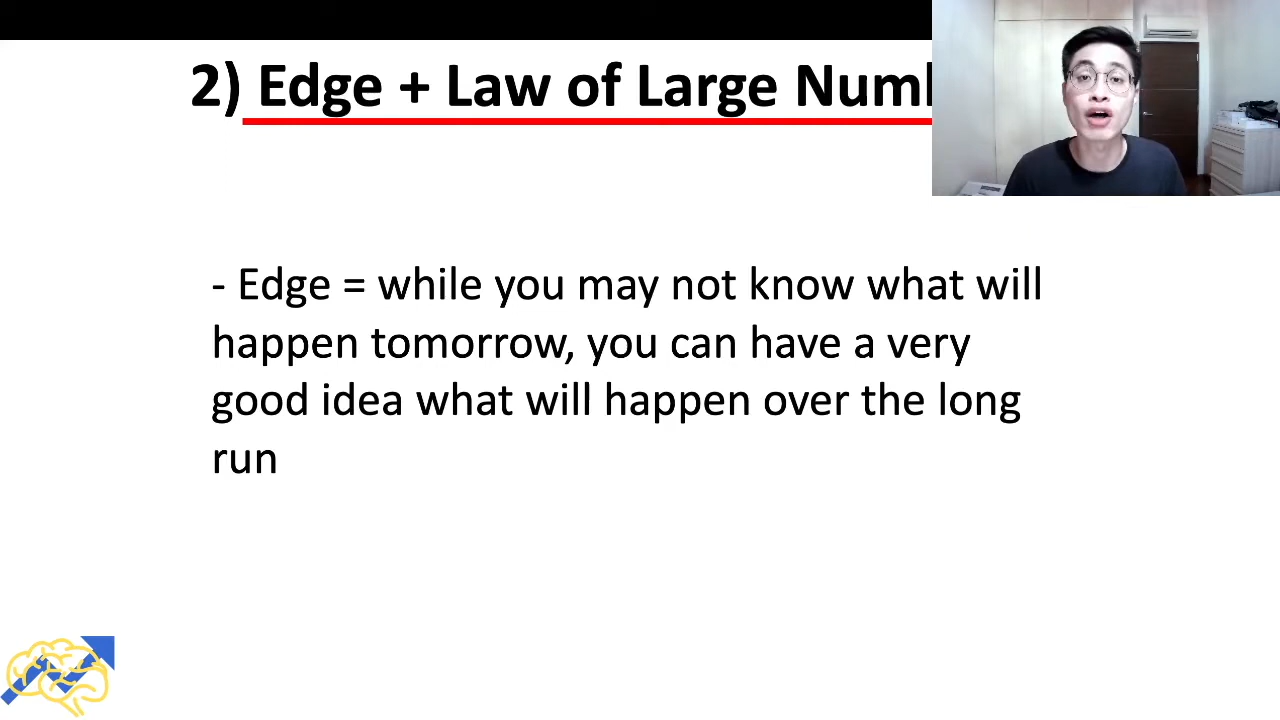 2) Edge + Law of Large Num
- Edge = while you may not know what will
happen tomorrow, you can have a very
good idea what will happen over the long
run